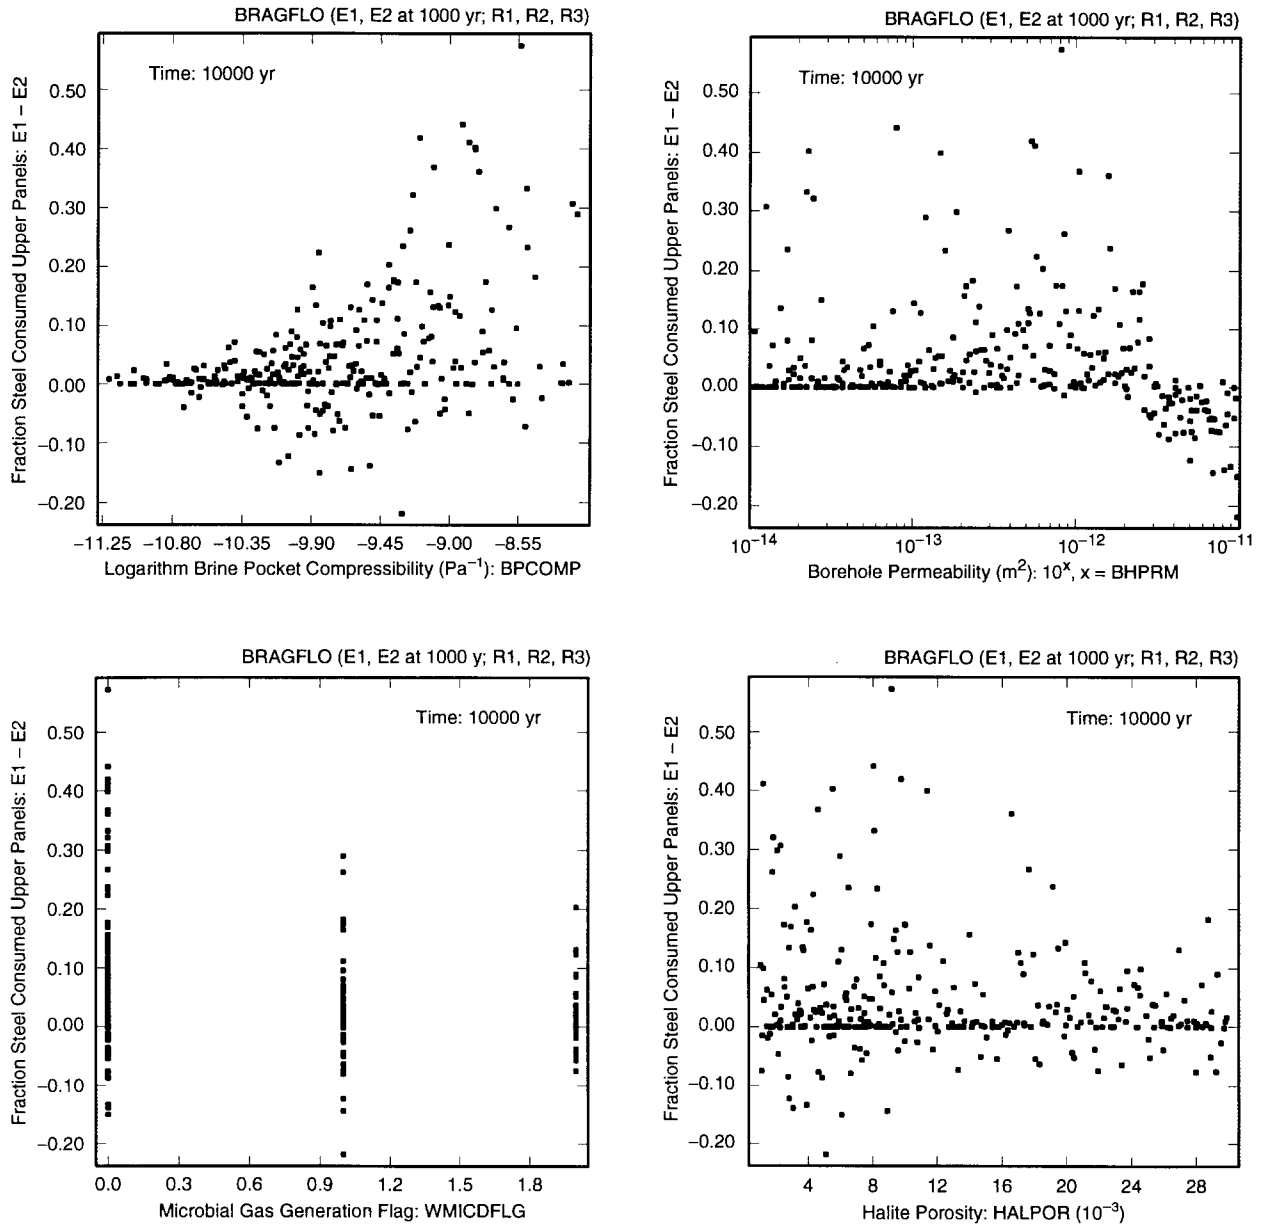 BRAGFLO (E1, E2 at 1000 yr; R1, R2, R3)
Time: 10000 yr
Fraction Steel Consumed Upper Panels: E1 – E2
0.50
0.40
0.30
0.20
0.10
0.00
−0.10
−0.20
−11.25 −10.80 −10.35 −9.90 −9.45 −9.00 −8.55
Logarithm Brine Pocket Compressibility (Pa⁻¹): BPCOMP
BRAGFLO (E1, E2 at 1000 yr; R1, R2, R3)
Time: 10000 yr
Fraction Steel Consumed Upper Panels: E1 – E2
0.50
0.40
0.30
0.20
0.10
0.00
−0.10
−0.20
10⁻¹⁴ 10⁻¹³ 10⁻¹² 10⁻¹¹
Borehole Permeability (m²): 10ˣ, x = BHPRM
BRAGFLO (E1, E2 at 1000 y; R1, R2, R3)
Time: 10000 yr
Fraction Steel Consumed Upper Panels: E1 – E2
0.50
0.40
0.30
0.20
0.10
0.00
−0.10
−0.20
0.0 0.3 0.6 0.9 1.2 1.5 1.8
Microbial Gas Generation Flag: WMICDFLG
BRAGFLO (E1, E2 at 1000 yr; R1, R2, R3)
Time: 10000 yr
Fraction Steel Consumed Upper Panels: E1 – E2
0.50
0.40
0.30
0.20
0.10
0.00
−0.10
−0.20
4 8 12 16 20 24 28
Halite Porosity: HALPOR (10⁻³)